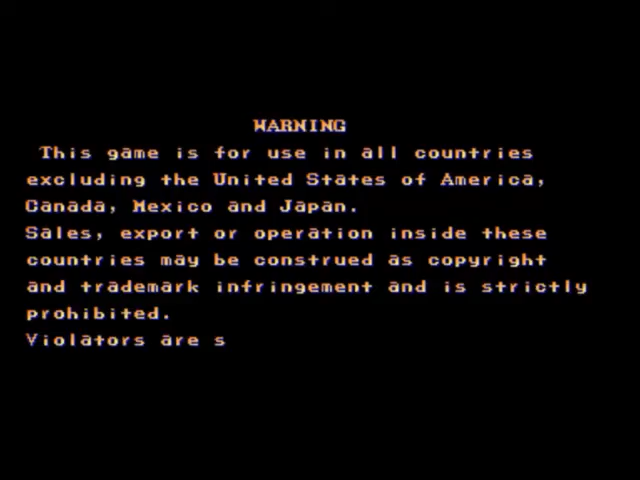 WARNING
This game is for use in all countries
excluding the United States of America,
Canada, Mexico and Japan.
Sales, export or operation inside these
countries may be construed as copyright
and trademark infringement and is strictly
prohibited.
Violators are s